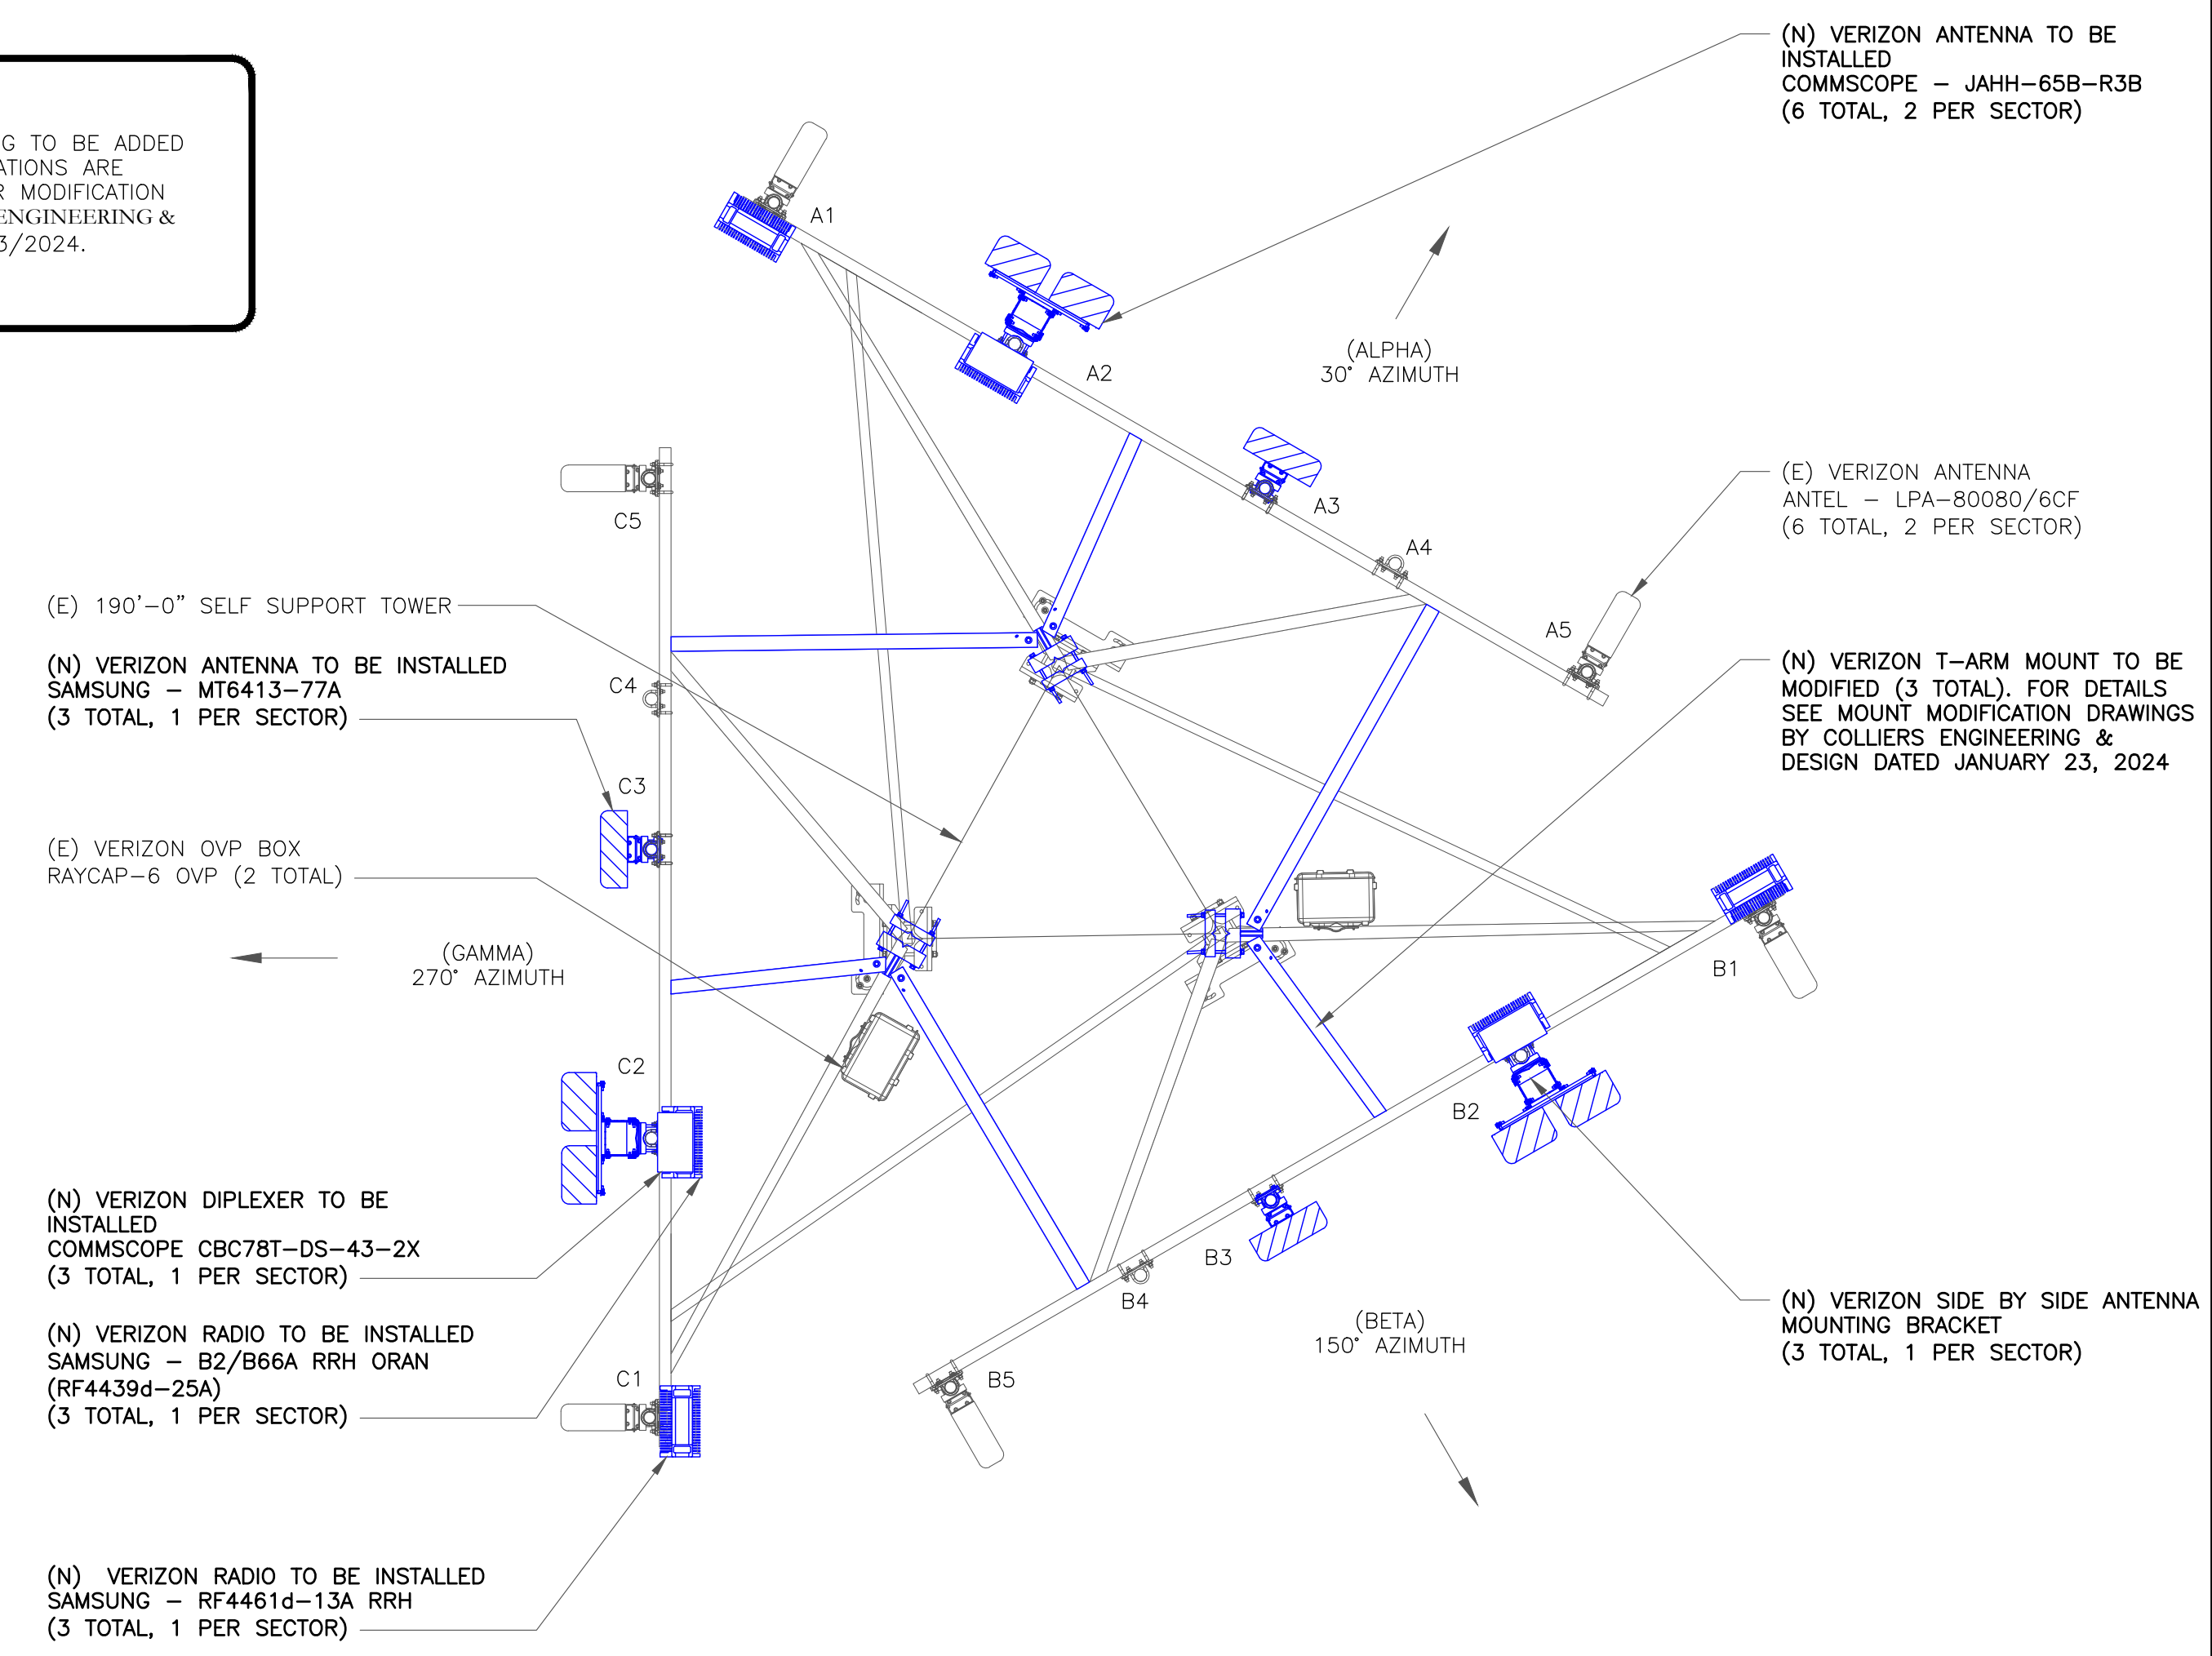 G TO BE ADDED
ATIONS ARE
R MODIFICATION
ENGINEERING &
3/2024.
(N) VERIZON ANTENNA TO BE
INSTALLED
COMMSCOPE - JAHH-65B-R3B
(6 TOTAL, 2 PER SECTOR)
A1
A2
(ALPHA)
30° AZIMUTH
A3
A4
A5
(E) VERIZON ANTENNA
ANTEL - LPA-80080/6CF
(6 TOTAL, 2 PER SECTOR)
C5
(E) 190'-0" SELF SUPPORT TOWER
(N) VERIZON ANTENNA TO BE INSTALLED
SAMSUNG - MT6413-77A
(3 TOTAL, 1 PER SECTOR)
C4
(N) VERIZON T-ARM MOUNT TO BE
MODIFIED (3 TOTAL). FOR DETAILS
SEE MOUNT MODIFICATION DRAWINGS
BY COLLIERS ENGINEERING &
DESIGN DATED JANUARY 23, 2024
C3
(E) VERIZON OVP BOX
RAYCAP-6 OVP (2 TOTAL)
(GAMMA)
270° AZIMUTH
B1
C2
B2
(N) VERIZON DIPLEXER TO BE
INSTALLED
COMMSCOPE CBC78T-DS-43-2X
(3 TOTAL, 1 PER SECTOR)
B3
B4
(N) VERIZON SIDE BY SIDE ANTENNA
MOUNTING BRACKET
(3 TOTAL, 1 PER SECTOR)
(BETA)
150° AZIMUTH
(N) VERIZON RADIO TO BE INSTALLED
SAMSUNG - B2/B66A RRH ORAN
(RF4439d-25A)
(3 TOTAL, 1 PER SECTOR)
C1
B5
(N) VERIZON RADIO TO BE INSTALLED
SAMSUNG - RF4461d-13A RRH
(3 TOTAL, 1 PER SECTOR)